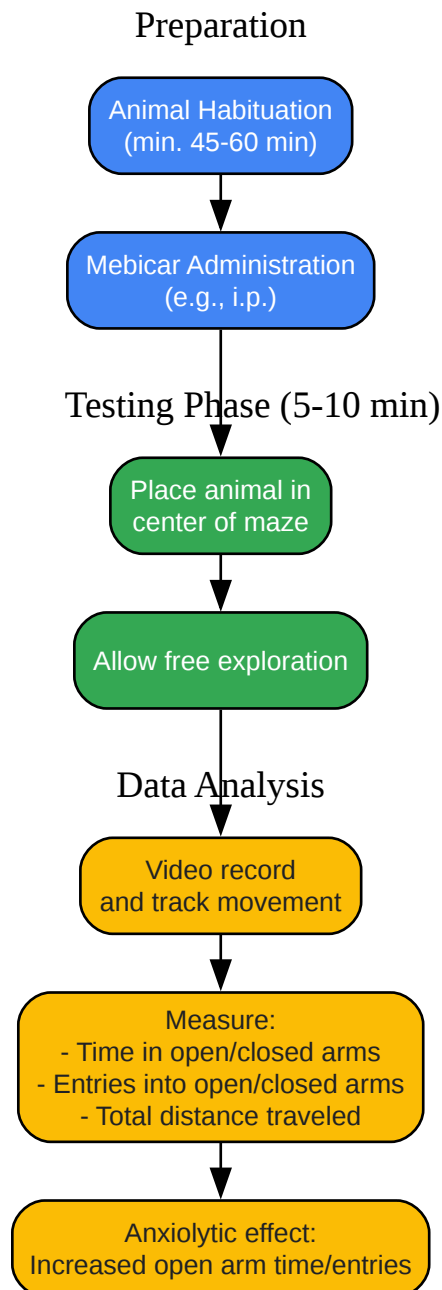 Preparation
Animal Habituation
(min. 45-60 min)
Mebicar Administration
(e.g., i.p.)
Testing Phase (5-10 min)
Place animal in
center of maze
Allow free exploration
Data Analysis
Video record
and track movement
Measure:
- Time in open/closed arms
- Entries into open/closed arms
- Total distance traveled
Anxiolytic effect:
Increased open arm time/entries